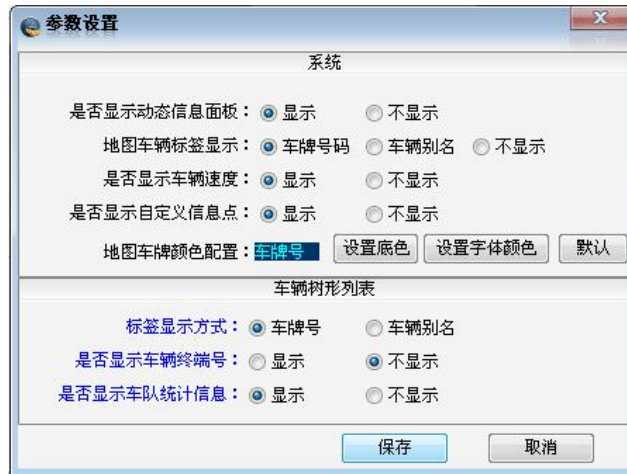 参数设置
系统
是否显示动态信息面板：显示 不显示
地图车辆标签显示：车牌号码 车辆别名 不显示
是否显示车辆速度：显示 不显示
是否显示自定义信息点：显示 不显示
地图车牌颜色配置：车牌号 设置底色 设置字体颜色 默认
车辆树形列表
标签显示方式：车牌号 车辆别名
是否显示车辆终端号：显示 不显示
是否显示车队统计信息：显示 不显示
保存 取消